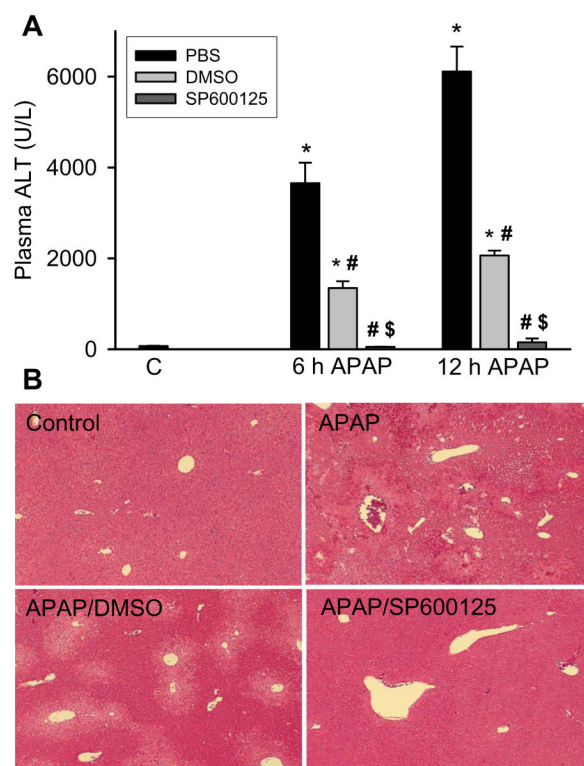 A
Plasma ALT (U/L)
6000
4000
2000
0
PBS
DMSO
SP600125
*
* #
# $
*
* #
# $
C
6 h APAP
12 h APAP
B
Control
APAP
APAP/DMSO
APAP/SP600125